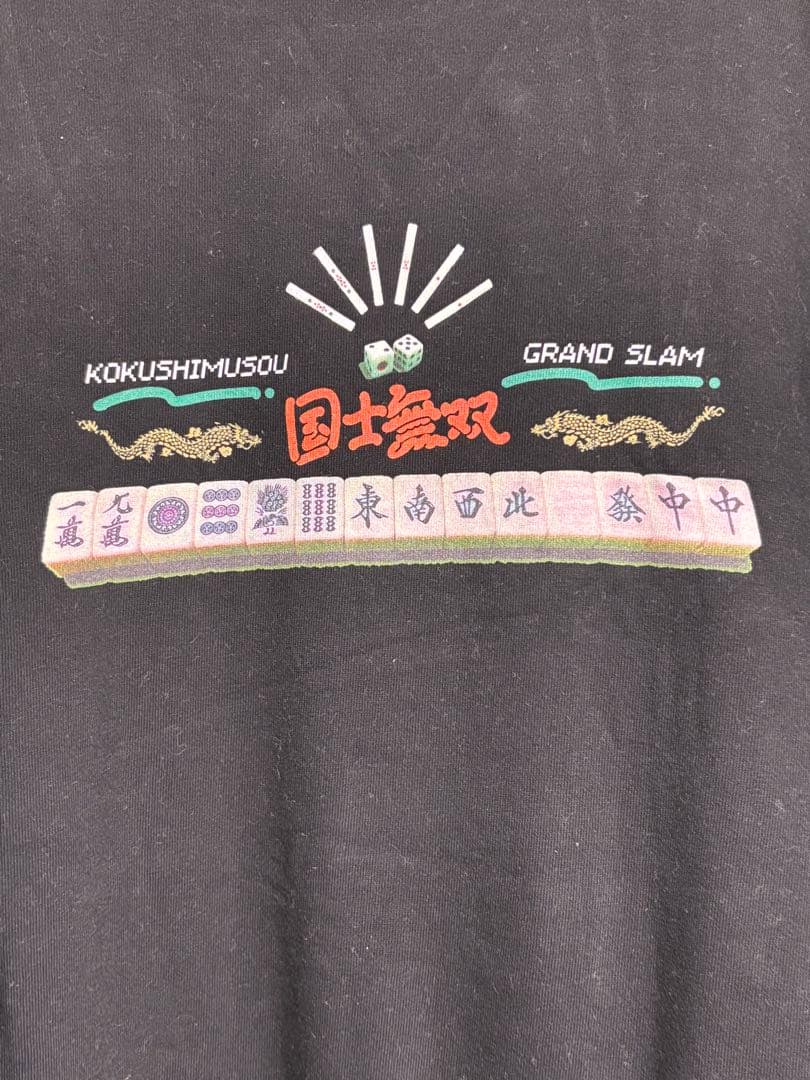 KOKUSHIMUSOU
GRAND SLAM
国士無双
一萬 九萬 東 南 西 北 發 中 中